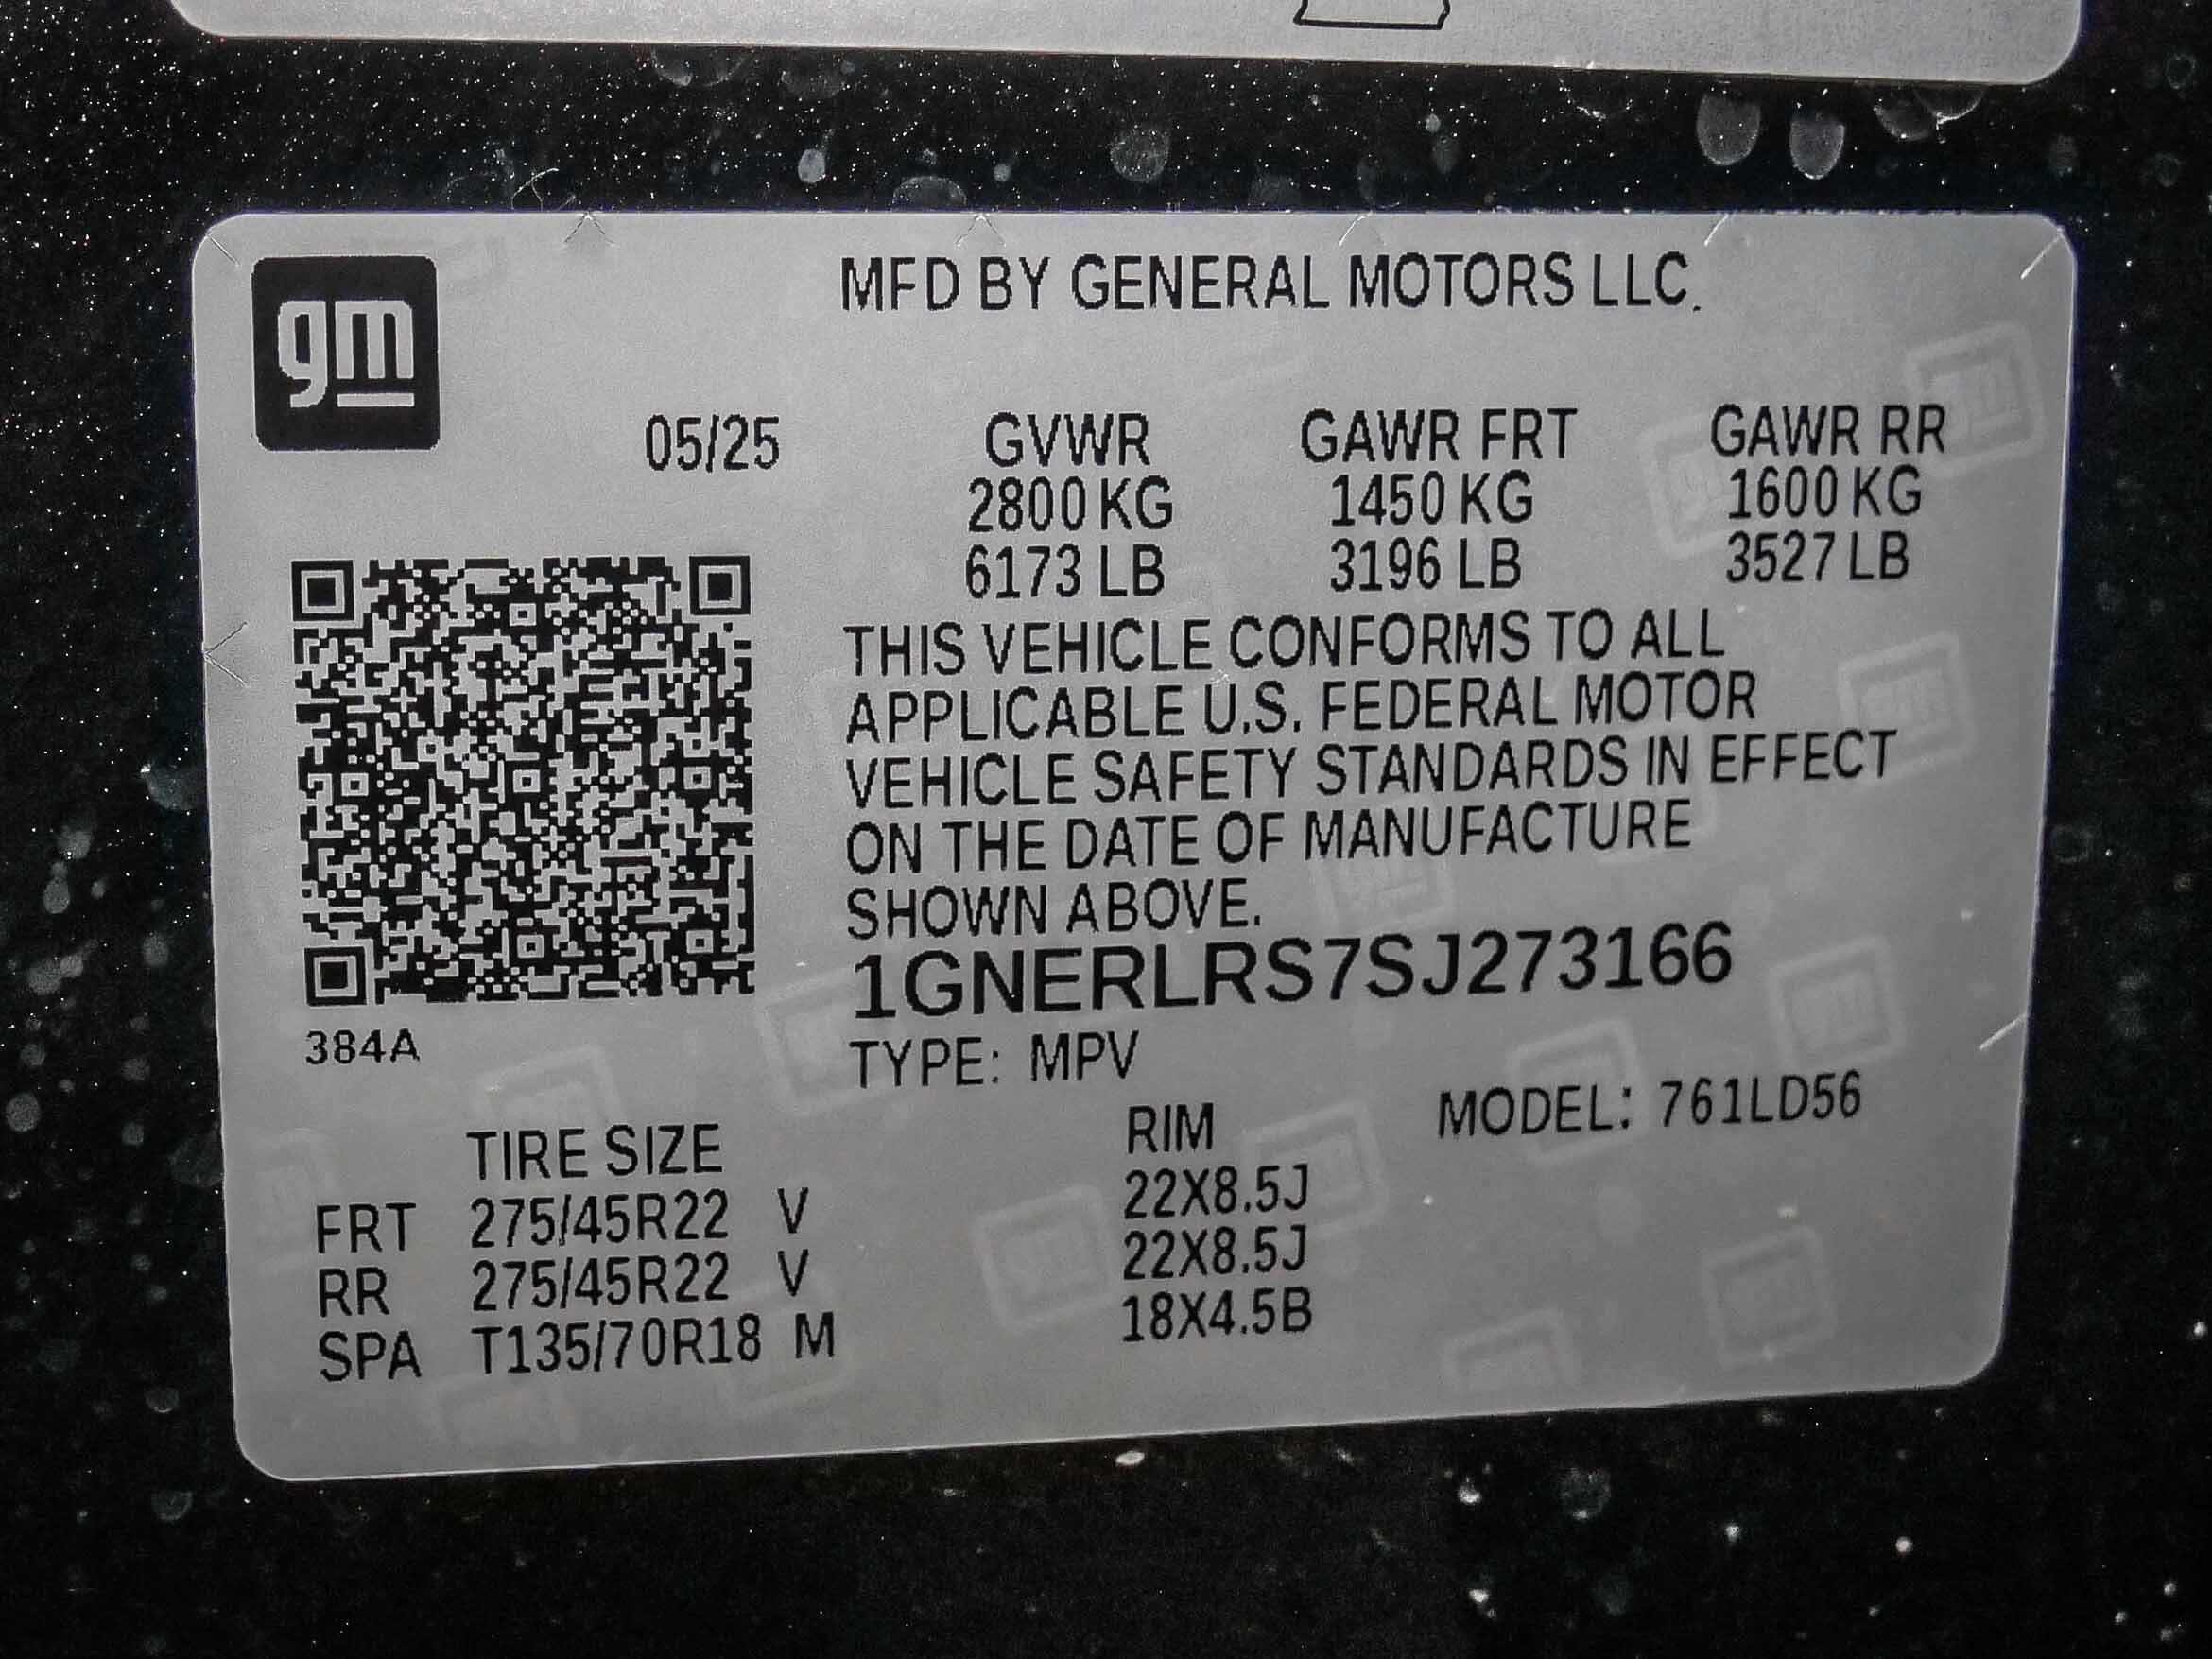 gm
MFD BY GENERAL MOTORS LLC.
05/25 GVWR GAWR FRT GAWR RR
2800 KG 1450 KG 1600 KG
6173 LB 3196 LB 3527 LB
THIS VEHICLE CONFORMS TO ALL
APPLICABLE U.S. FEDERAL MOTOR
VEHICLE SAFETY STANDARDS IN EFFECT
ON THE DATE OF MANUFACTURE
SHOWN ABOVE.
1GNERLRS7SJ273166
384A
TYPE: MPV
MODEL: 761LD56
TIRE SIZE RIM
FRT 275/45R22 V 22X8.5J
RR 275/45R22 V 22X8.5J
SPA T135/70R18 M 18X4.5B